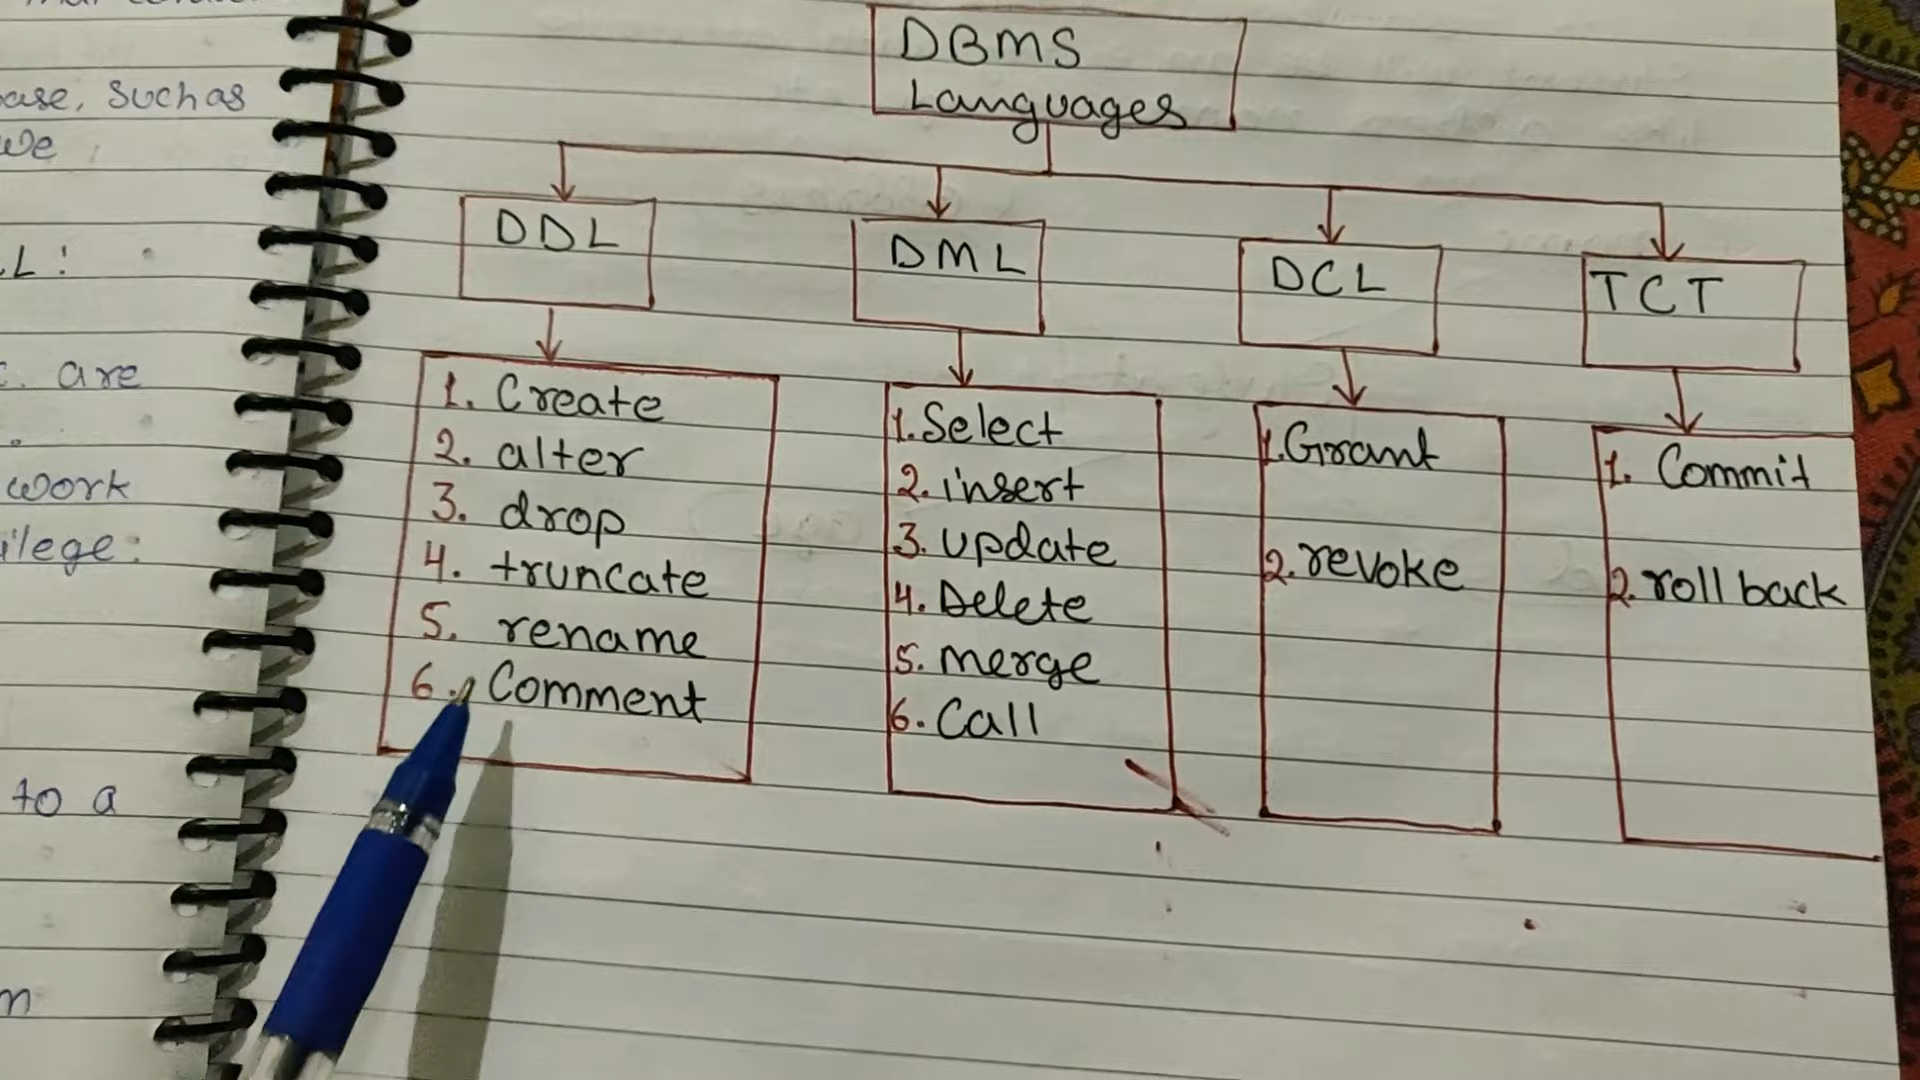 ase, such as
we
L:
are
work
ilege:
to a
DBMS
Languages
DDL
DML
DCL
TCT
1. Create
2. alter
3. drop
4. truncate
5. rename
6. Comment
1. Select
2. insert
3. update
4. Delete
5. merge
6. Call
1. Grant
2. revoke
1. Commit
2. roll back